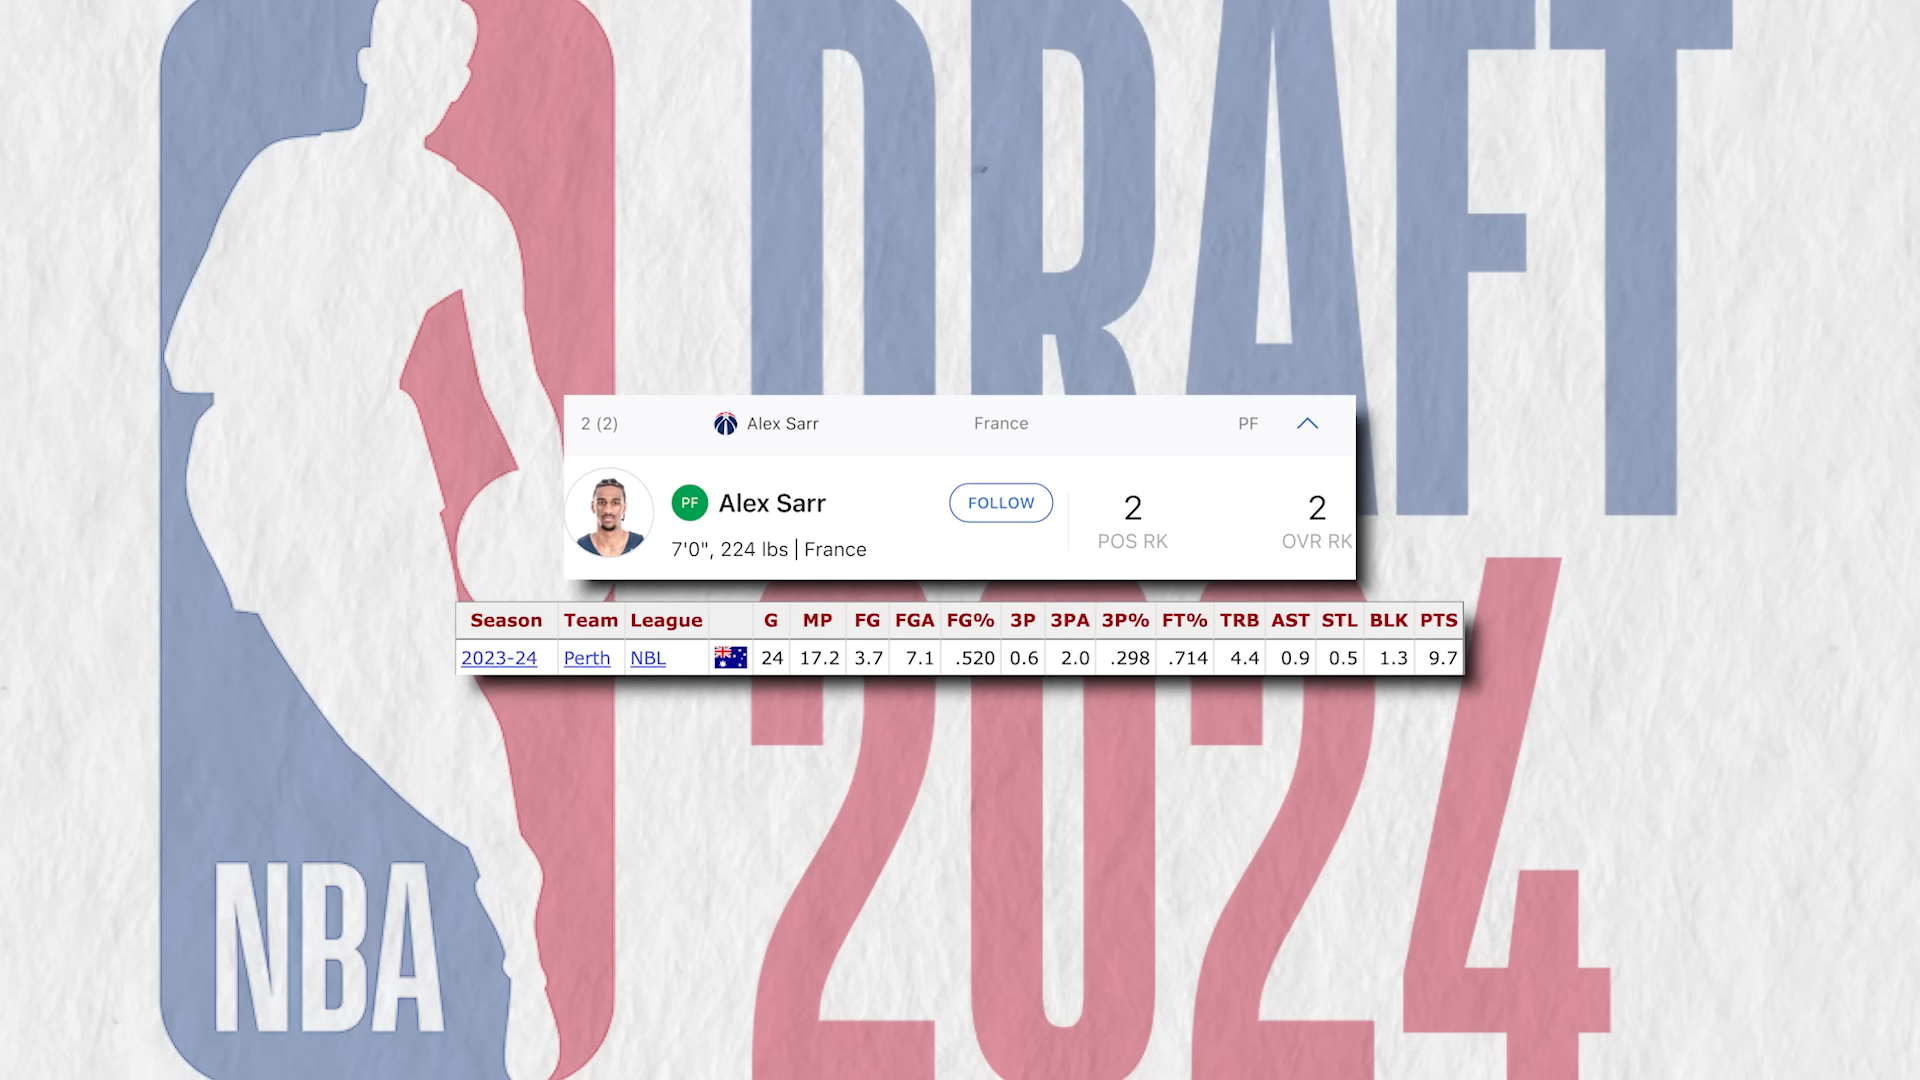 DRAFT
2024
NBA
2 (2) Alex Sarr France PF
PF Alex Sarr FOLLOW 2 2
7'0", 224 lbs | France POS RK OVR RK
Season Team League G MP FG FGA FG% 3P 3PA 3P% FT% TRB AST STL BLK PTS
2023-24 Perth NBL 24 17.2 3.7 7.1 .520 0.6 2.0 .298 .714 4.4 0.9 0.5 1.3 9.7